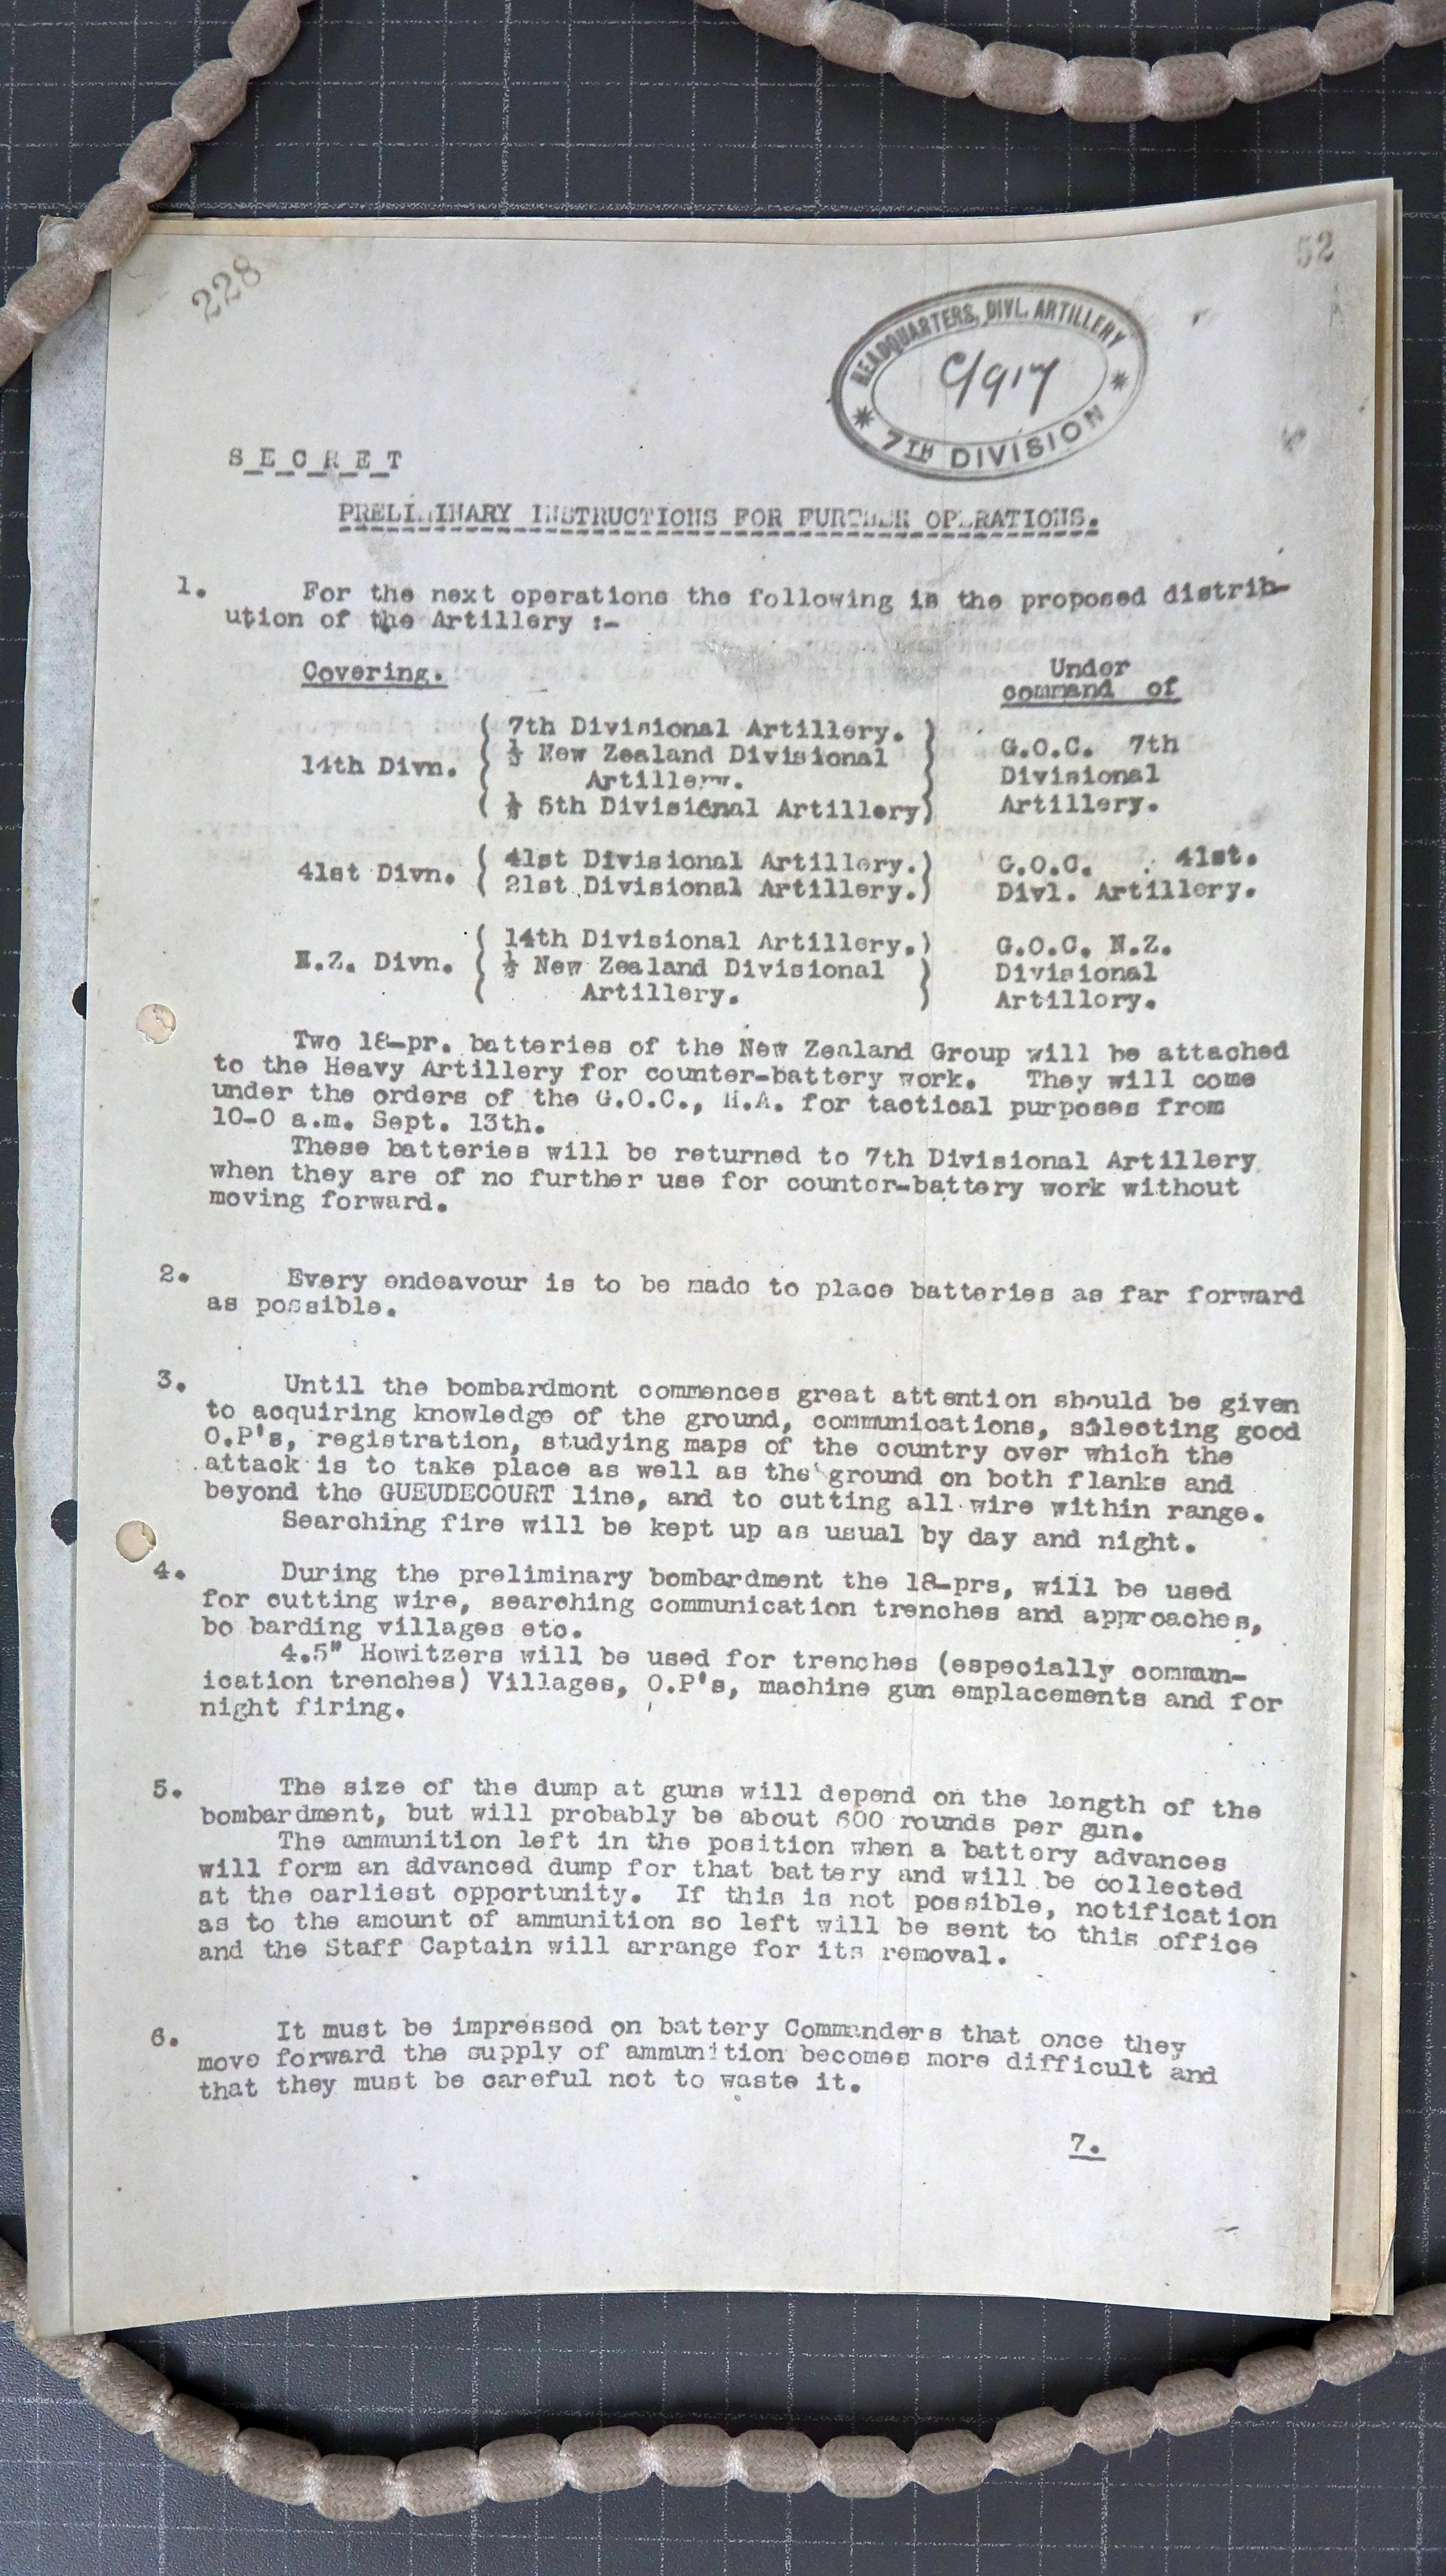 228
52
HEADQUARTERS, DIVL. ARTILLERY
C/917
7TH DIVISION
S_E_C_R_E_T
PRELIMINARY INSTRUCTIONS FOR FURTHER OPERATIONS.
1. For the next operations the following is the proposed distrib-
ution of the Artillery :-
Covering. Under
command of
( 7th Divisional Artillery. )
14th Divn. ( ½ New Zealand Divisional ) G.O.C. 7th
( Artillery. ) Divisional
( ½ 5th Divisional Artillery) Artillery.
41st Divn. ( 41st Divisional Artillery.) G.O.C. 41st.
( 21st Divisional Artillery.) Divl. Artillery.
( 14th Divisional Artillery.) G.O.C. N.Z.
N.Z. Divn. ( ½ New Zealand Divisional ) Divisional
( Artillery. ) Artillory.
Two 18-pr. batteries of the New Zealand Group will be attached
to the Heavy Artillery for counter-battery work. They will come
under the orders of the G.O.C., H.A. for tactical purposes from
10-0 a.m. Sept. 13th.
These batteries will be returned to 7th Divisional Artillery
when they are of no further use for counter-battery work without
moving forward.
2. Every endeavour is to be made to place batteries as far forward
as possible.
3. Until the bombardmont commences great attention should be given
to acquiring knowledge of the ground, communications, selecting good
O.P's, registration, studying maps of the country over which the
attack is to take place as well as the ground on both flanks and
beyond the GUEUDECOURT line, and to cutting all wire within range.
Searching fire will be kept up as usual by day and night.
4. During the preliminary bombardment the 18-prs, will be used
for cutting wire, searching communication trenches and approaches,
bo barding villages etc.
4.5" Howitzers will be used for trenches (especially commun-
ication trenches) Villages, O.P's, machine gun emplacements and for
night firing.
5. The size of the dump at guns will depend on the length of the
bombardment, but will probably be about 600 rounds per gun.
The ammunition left in the position when a battery advances
will form an advanced dump for that battery and will be collected
at the earliest opportunity. If this is not possible, notification
as to the amount of ammunition so left will be sent to this office
and the Staff Captain will arrange for its removal.
6. It must be impressed on battery Commanders that once they
move forward the supply of ammunition becomes more difficult and
that they must be careful not to waste it.
7.